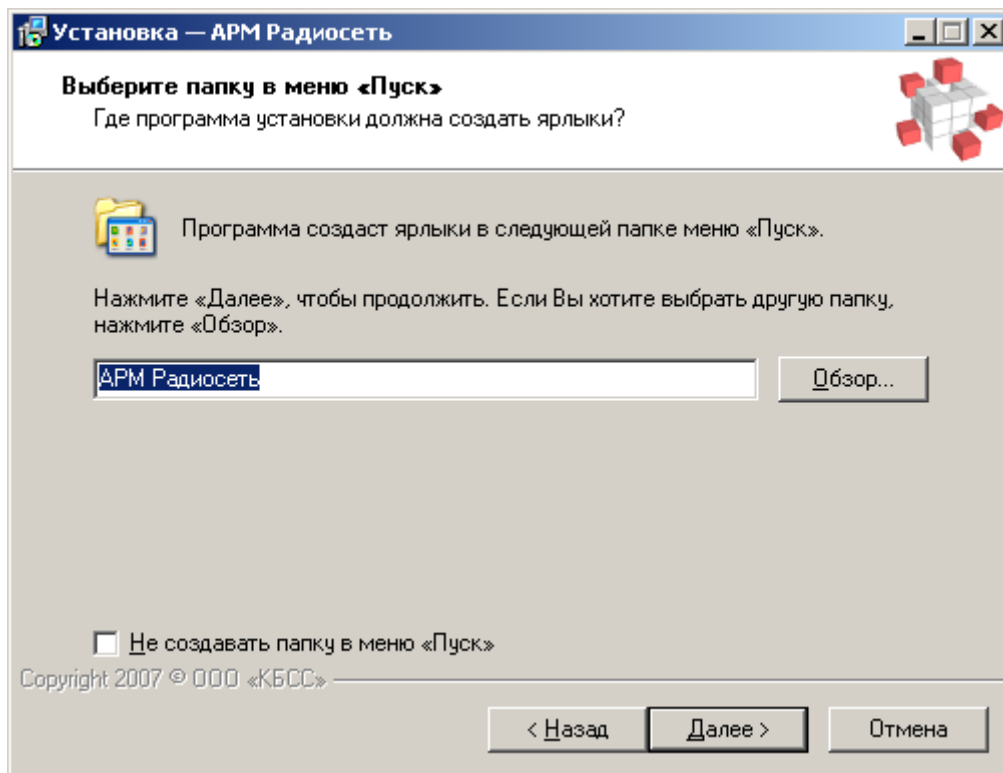 Установка — АРМ Радиосеть
Выберите папку в меню «Пуск»
Где программа установки должна создать ярлыки?
Программа создаст ярлыки в следующей папке меню «Пуск».
Нажмите «Далее», чтобы продолжить. Если Вы хотите выбрать другую папку,
нажмите «Обзор».
АРМ Радиосеть
Обзор...
Не создавать папку в меню «Пуск»
Copyright 2007 © ООО «КБСС»
< Назад
Далее >
Отмена